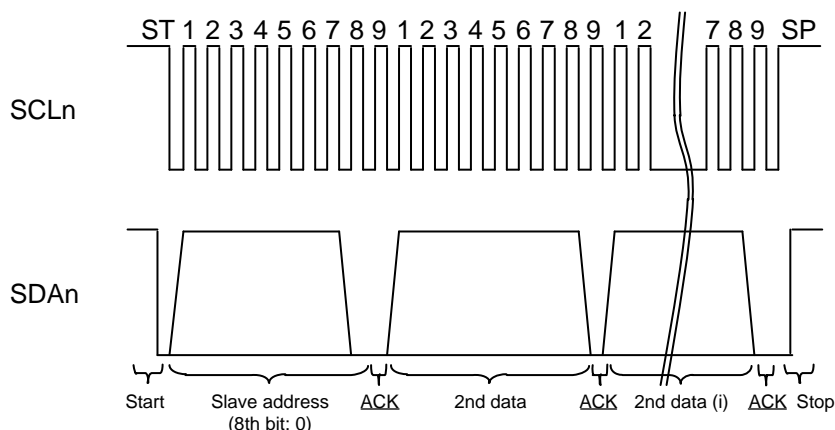 ST 1 2 3 4 5 6 7 8 9 1 2 3 4 5 6 7 8 9 1 2 7 8 9 SP
SCLn
SDAn
Start Slave address ACK 2nd data ACK 2nd data (i) ACK Stop
(8th bit: 0)